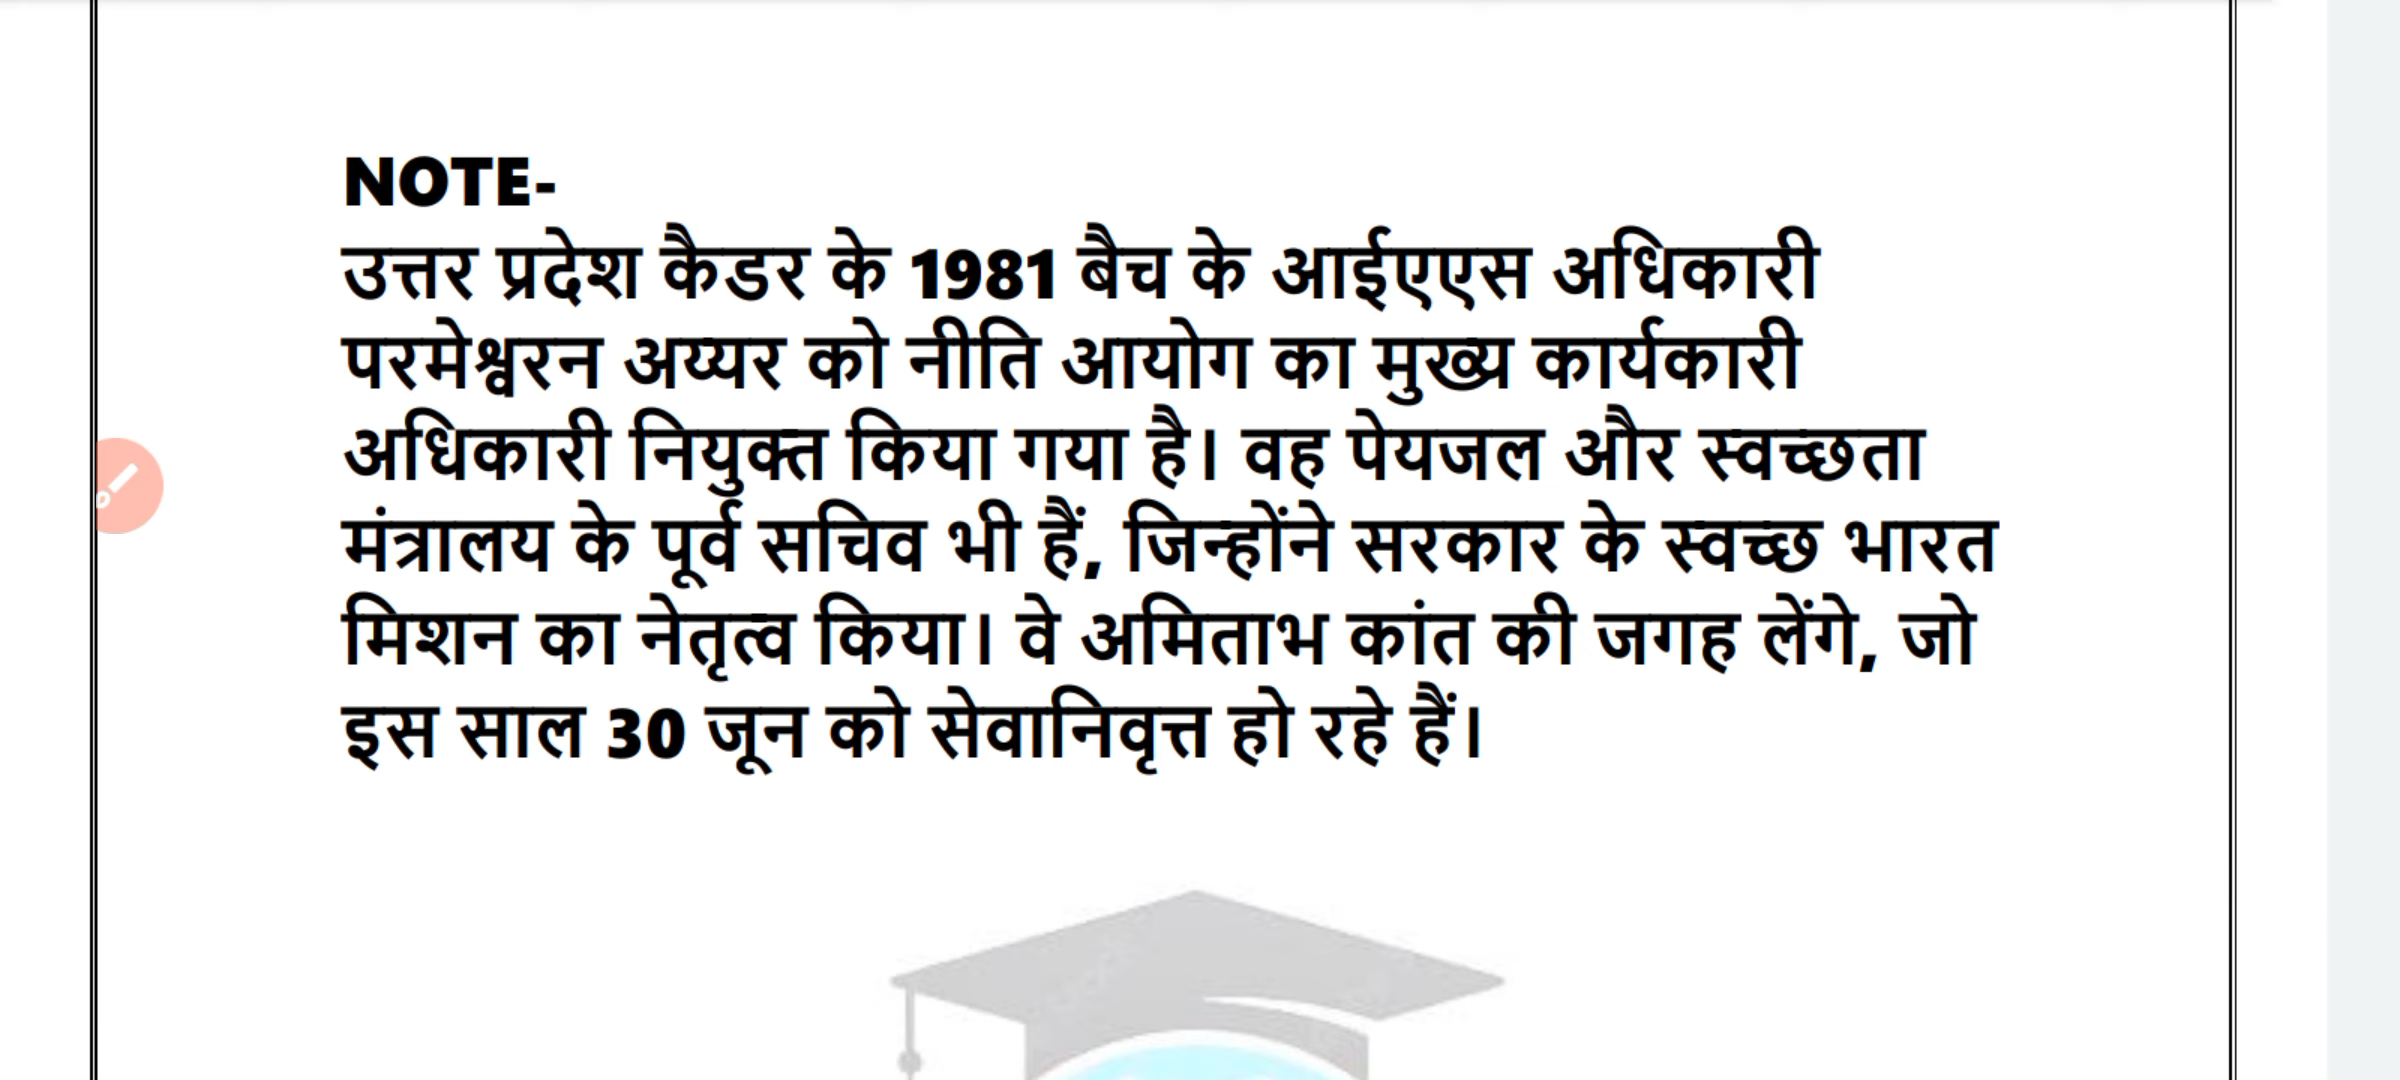 NOTE-
उत्तर प्रदेश कैडर के 1981 बैच के आईएएस अधिकारी
परमेश्वरन अय्यर को नीति आयोग का मुख्य कार्यकारी
अधिकारी नियुक्त किया गया है। वह पेयजल और स्वच्छता
मंत्रालय के पूर्व सचिव भी हैं, जिन्होंने सरकार के स्वच्छ भारत
मिशन का नेतृत्व किया। वे अमिताभ कांत की जगह लेंगे, जो
इस साल 30 जून को सेवानिवृत्त हो रहे हैं।